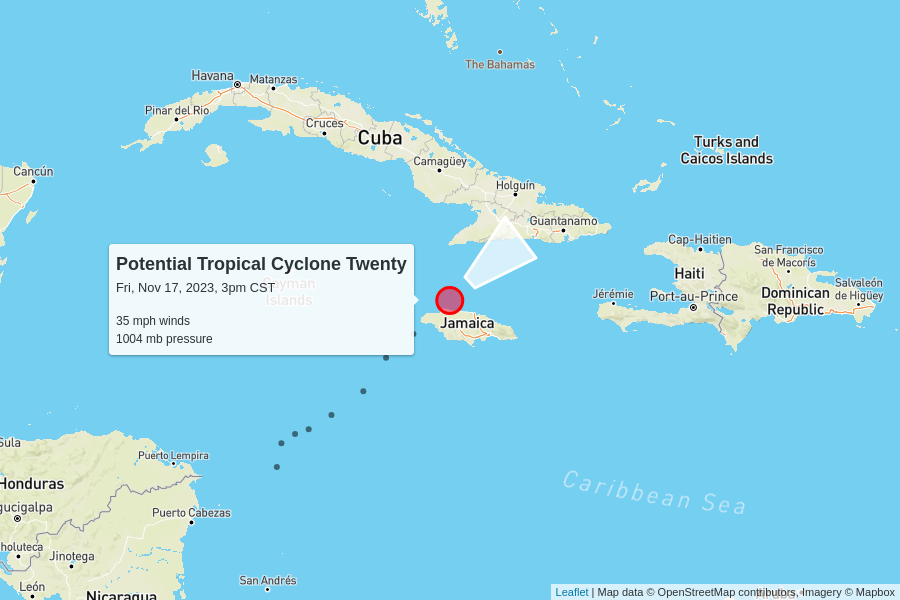 The Bahamas
Havana
Matanzas
Pinar del Rio
Cruces
Cuba
Turks and
Caicos Islands
Camagüey
Cancún
Holguín
Guantanamo
Cap-Haitien
San Francisco
de Macorís
Potential Tropical Cyclone Twenty
Fri, Nov 17, 2023, 3pm CST
Cayman
Islands
35 mph winds
1004 mb pressure
Haiti
Salvaleón
de Higüey
Jérémie
Port-au-Prince
Dominican
Republic
Jamaica
Sula
Puerto Lempira
Honduras
Caribbean Sea
gucigalpa
Puerto Cabezas
holuteca
Jinotega
San Andrés
León
Nicaragua
Leaflet | Map data © OpenStreetMap contributors, Imagery © Mapbox